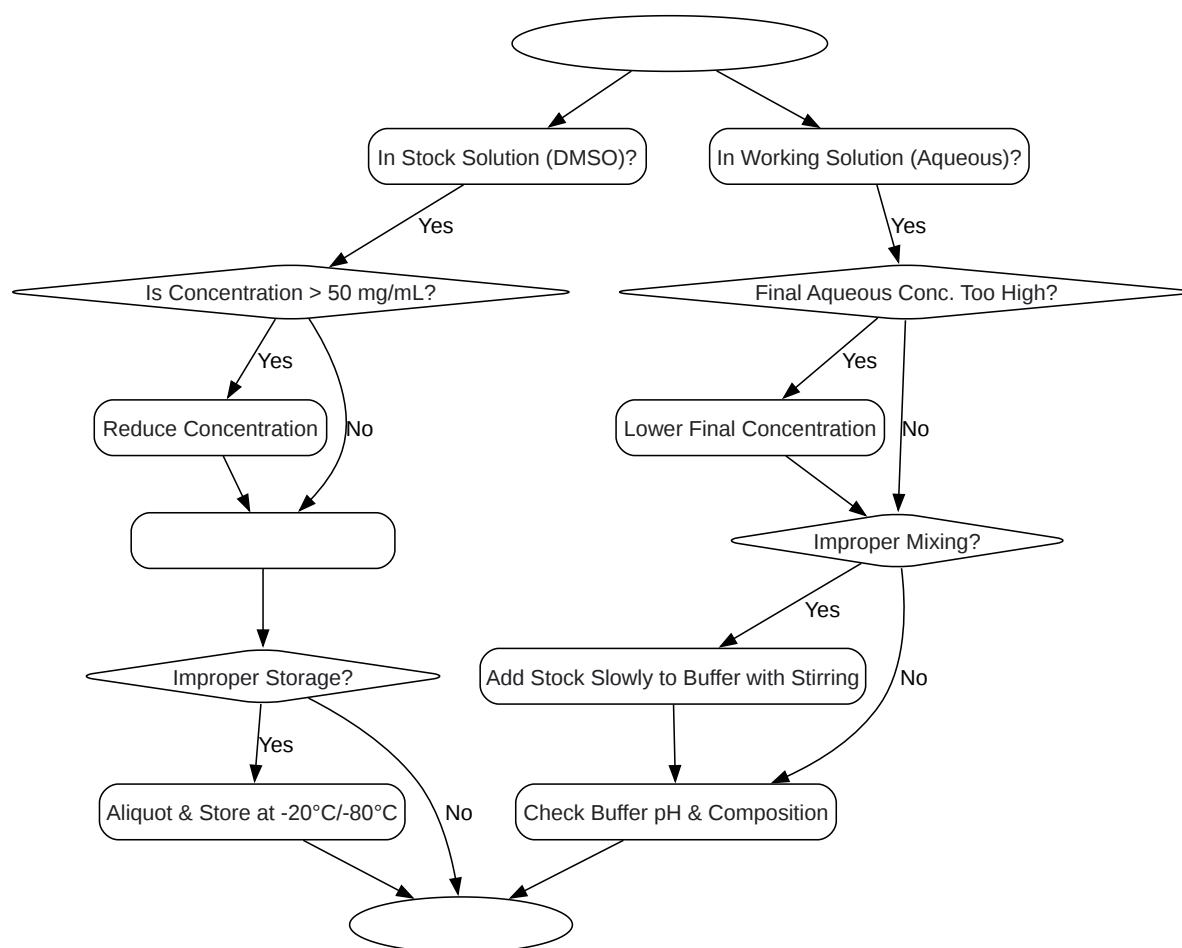 In Stock Solution (DMSO)?
In Working Solution (Aqueous)?
Yes
Yes
Is Concentration > 50 mg/mL?
Final Aqueous Conc. Too High?
Yes
Yes
Reduce Concentration
No
Lower Final Concentration
No
Improper Mixing?
Yes
Improper Storage?
Add Stock Slowly to Buffer with Stirring
No
Yes
Aliquot & Store at -20°C/-80°C
No
Check Buffer pH & Composition